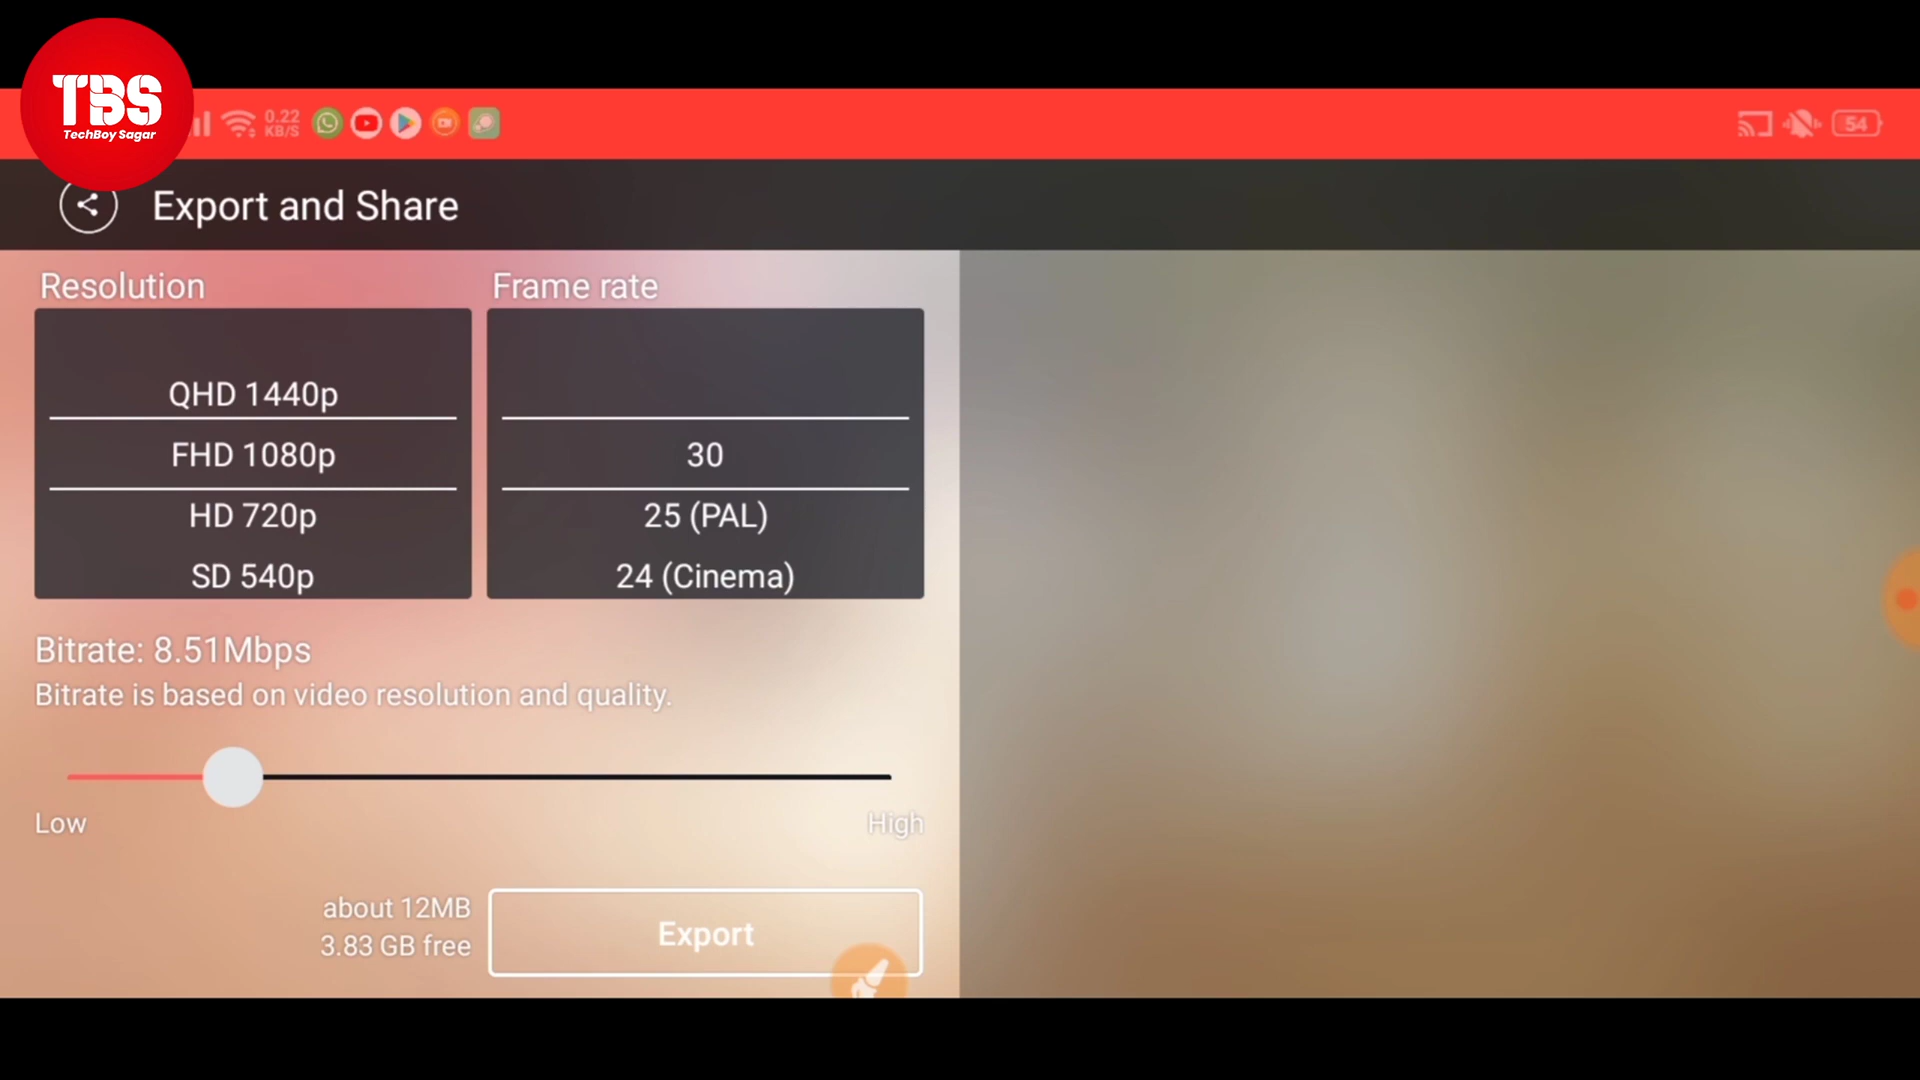 TBS
TechBoy Sagar
0.22
KB/S
54
Export and Share
Resolution
Frame rate
QHD 1440p
FHD 1080p
HD 720p
SD 540p
30
25 (PAL)
24 (Cinema)
Bitrate: 8.51Mbps
Bitrate is based on video resolution and quality.
Low
High
about 12MB
3.83 GB free
Export